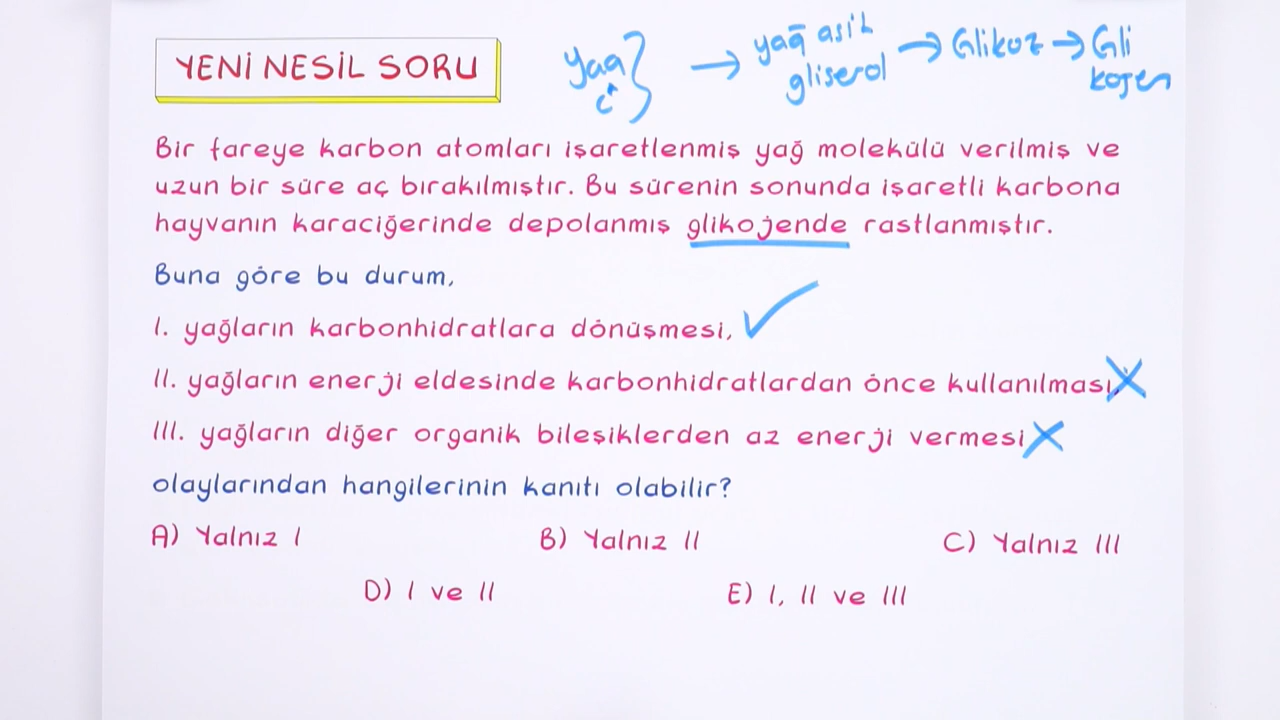 YENİ NESİL SORU
Yağ
C*
→ yağ asit
gliserol
→ Glikoz → Gli
kojen
Bir fareye karbon atomları işaretlenmiş yağ molekülü verilmiş ve
uzun bir süre aç bırakılmıştır. Bu sürenin sonunda işaretli karbona
hayvanın karaciğerinde depolanmış glikojende rastlanmıştır.
Buna göre bu durum,
I. yağların karbonhidratlara dönüşmesi,
II. yağların enerji eldesinde karbonhidratlardan önce kullanılması,
III. yağların diğer organik bileşiklerden az enerji vermesi
olaylarından hangilerinin kanıtı olabilir?
A) Yalnız I B) Yalnız II C) Yalnız III
D) I ve II E) I, II ve III